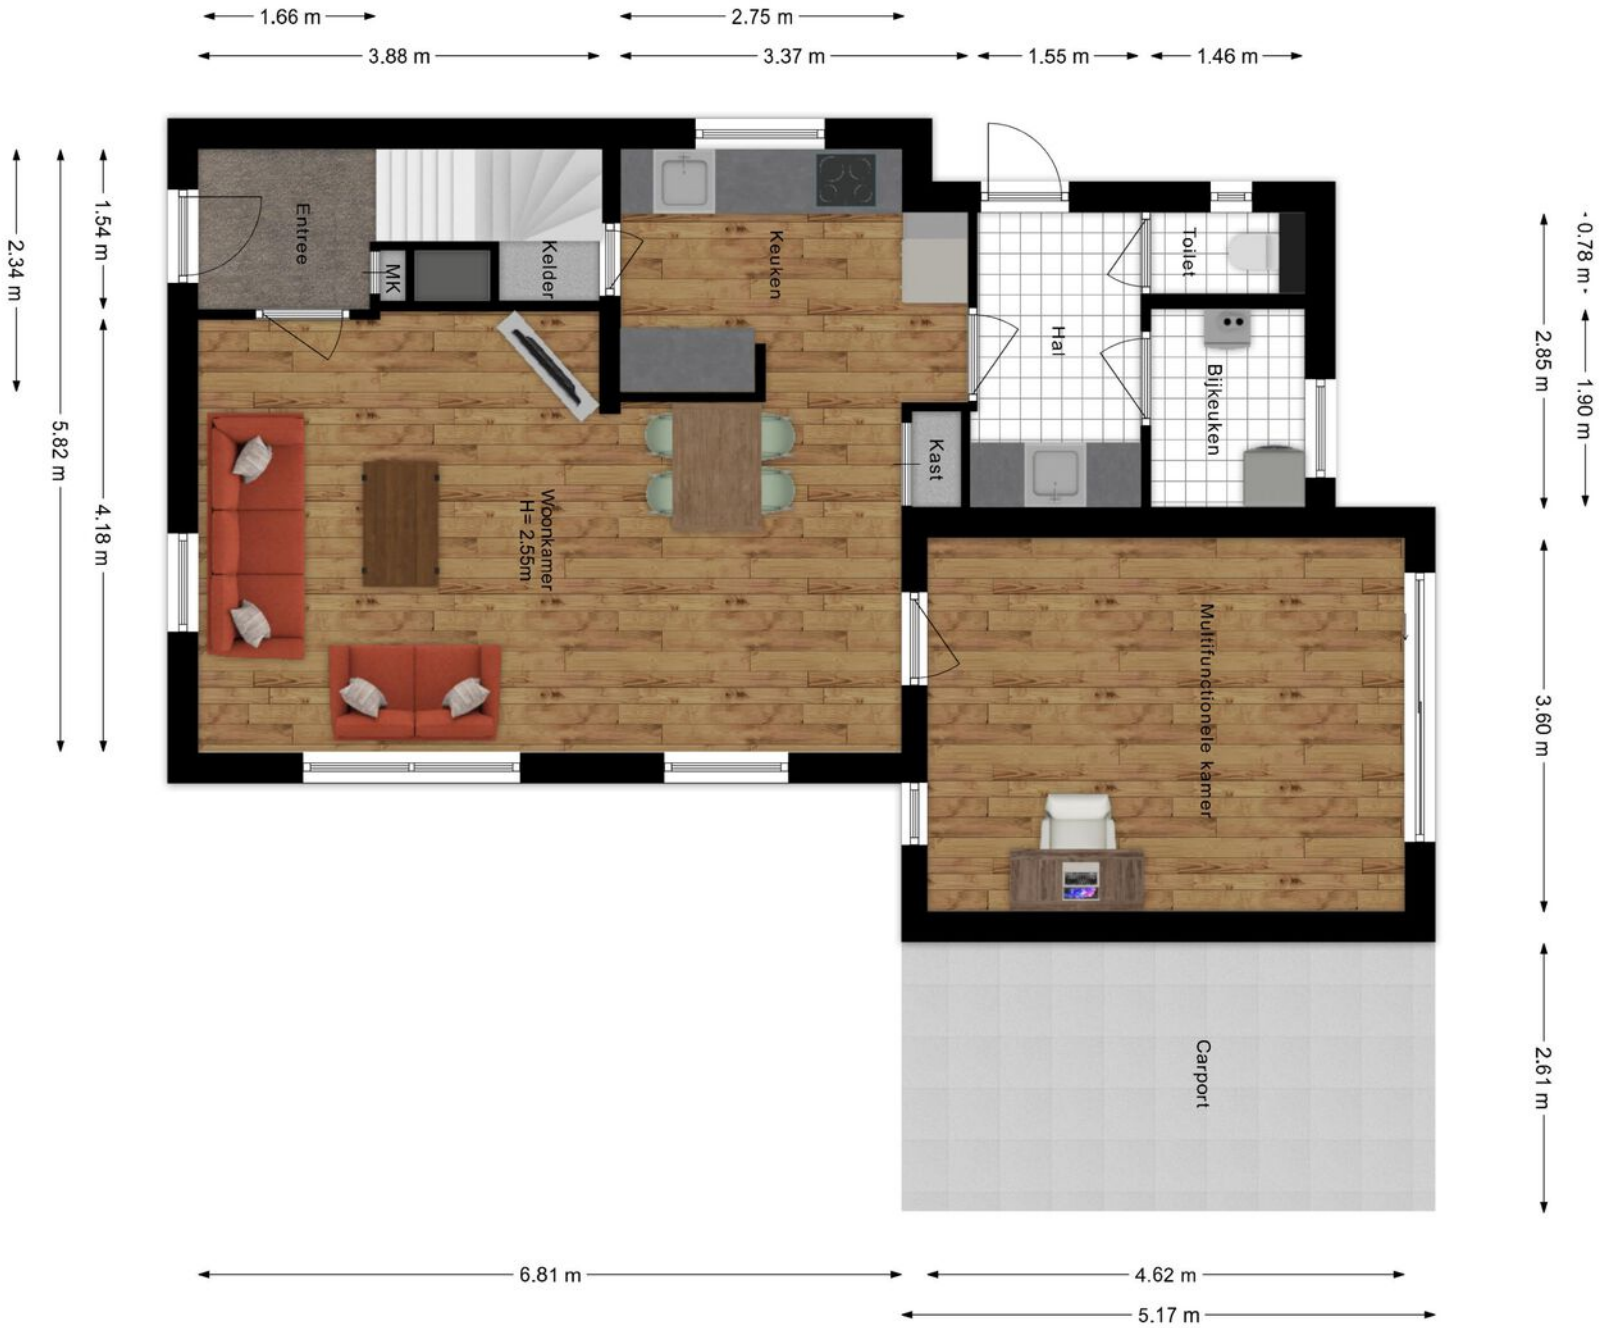 1.66 m
2.75 m
3.88 m
3.37 m
1.55 m
1.46 m
2.34 m
5.82 m
1.54 m
4.18 m
Entree
MK
Kelder
Keuken
Hal
Toilet
Bijkeuken
Kast
Woonkamer
H= 2.55m
Multifunctionele kamer
Carport
0.78 m
2.85 m
1.90 m
3.60 m
2.61 m
6.81 m
4.62 m
5.17 m